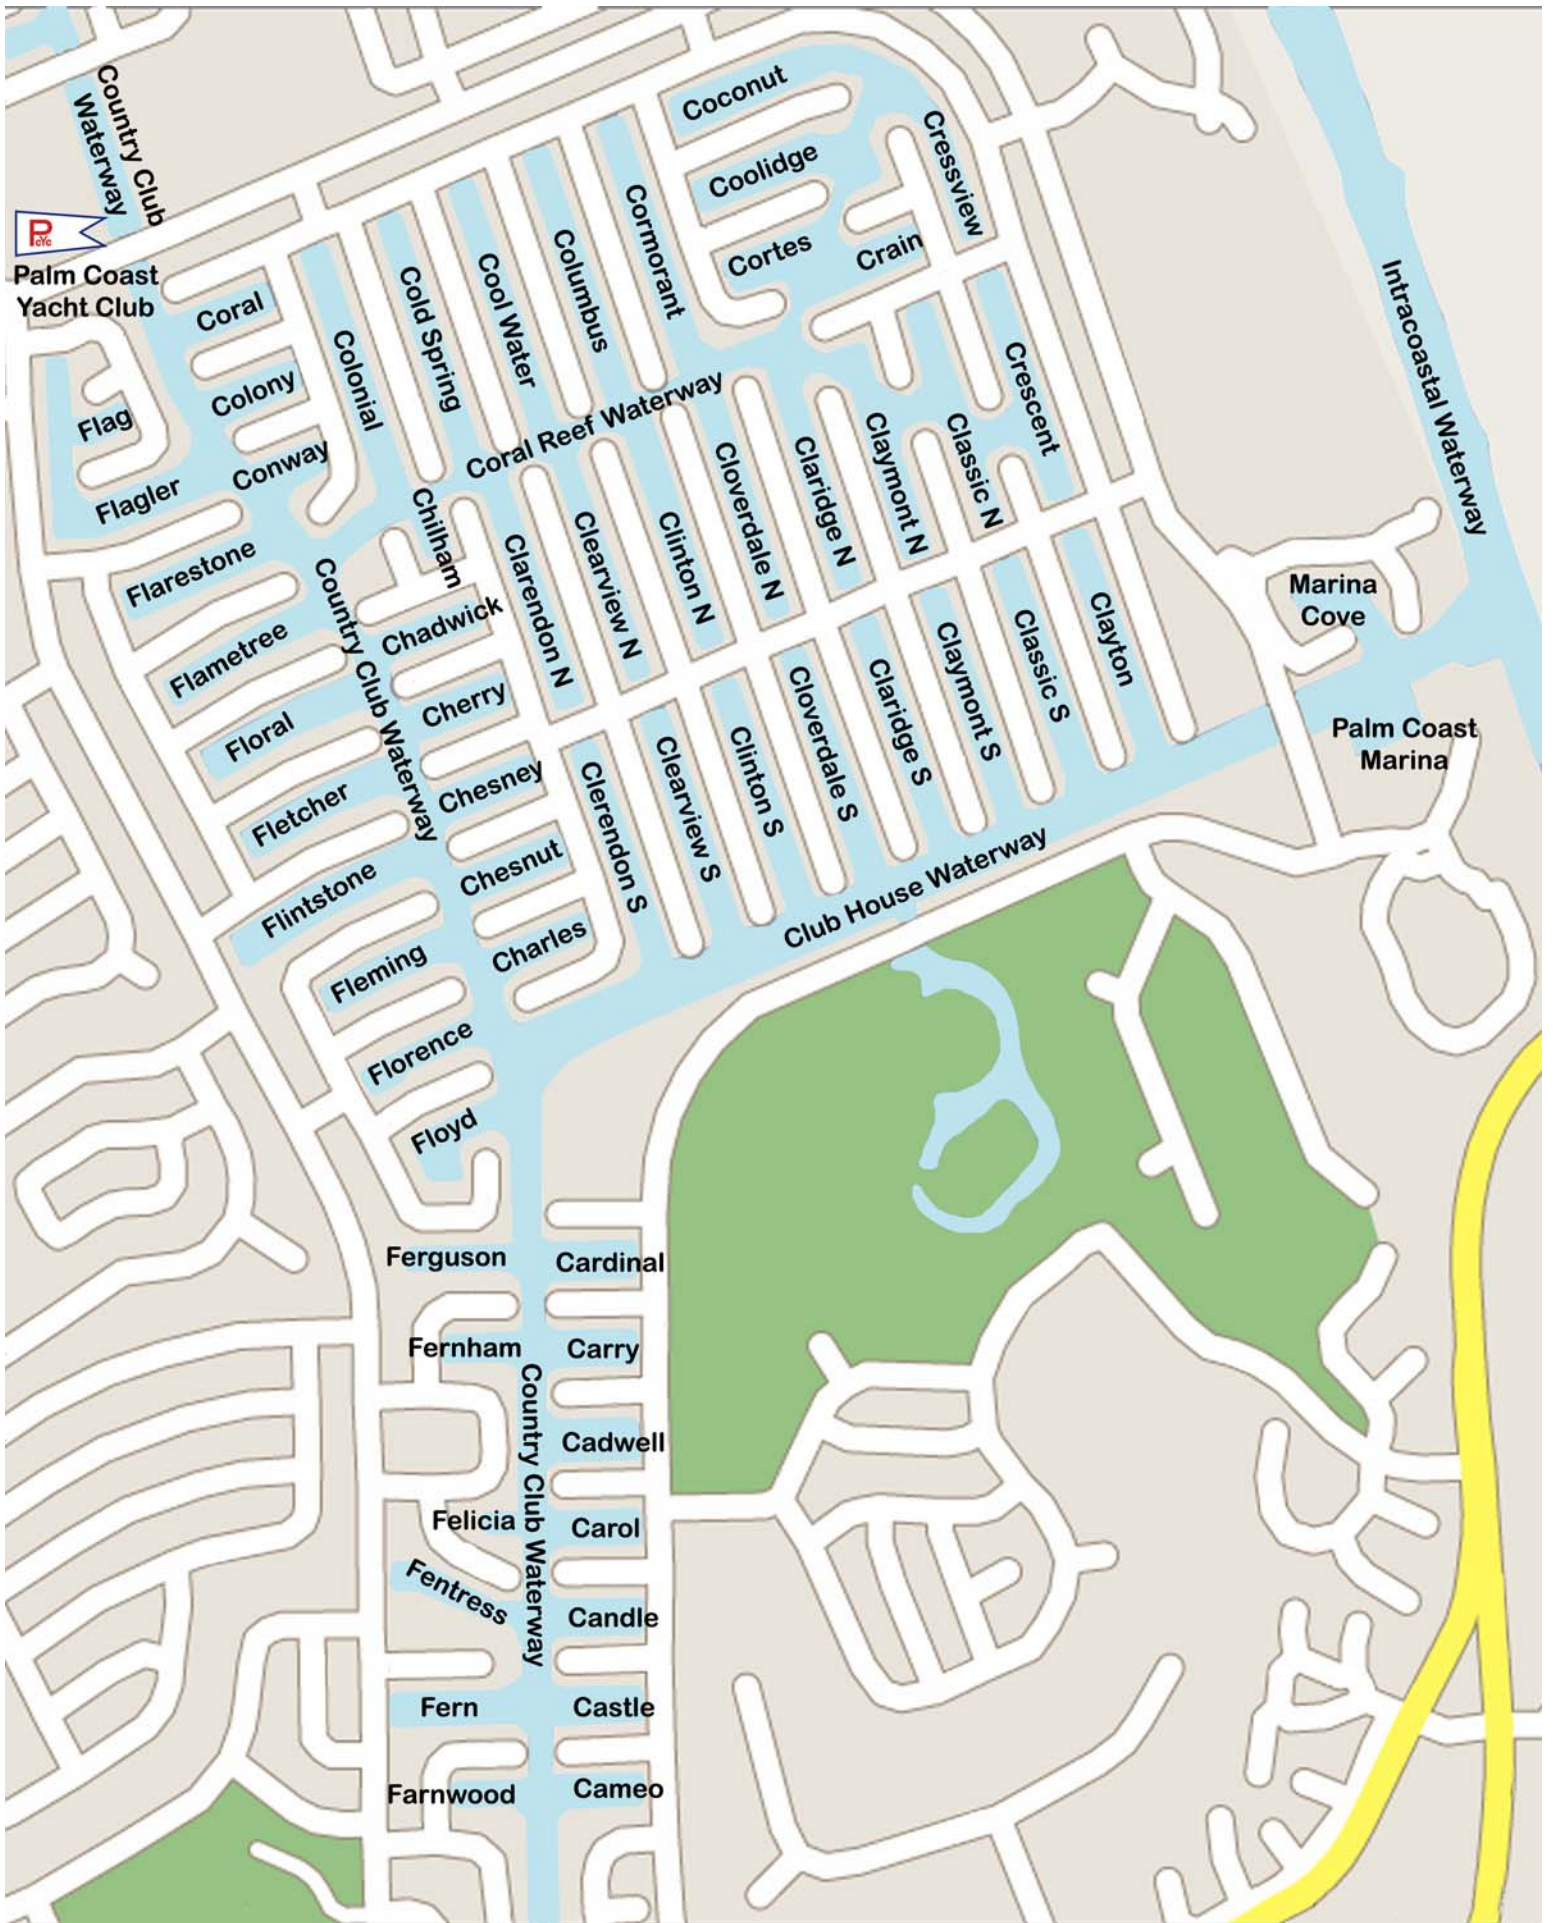 Country Club
Waterway
P
CYC
Palm Coast
Yacht Club
Coconut
Coolidge
Cortes
Cressview
Crain
Cormorant
Columbus
Cool Water
Cold Spring
Colonial
Coral
Colony
Conway
Flag
Flagler
Coral Reef Waterway
Crescent
Intracoastal Waterway
Chilham
Clarendon N
Clearview N
Clinton N
Cloverdale N
Claridge N
Claymont N
Classic N
Marina
Cove
Flarestone
Flametree
Floral
Fletcher
Flintstone
Fleming
Florence
Floyd
Country Club Waterway
Chadwick
Cherry
Chesney
Chesnut
Charles
Clerendon S
Clearview S
Clinton S
Cloverdale S
Claridge S
Claymont S
Classic S
Clayton
Palm Coast
Marina
Club House Waterway
Ferguson
Cardinal
Fernham
Carry
Country Club Waterway
Cadwell
Felicia
Carol
Fentress
Candle
Fern
Castle
Farnwood
Cameo